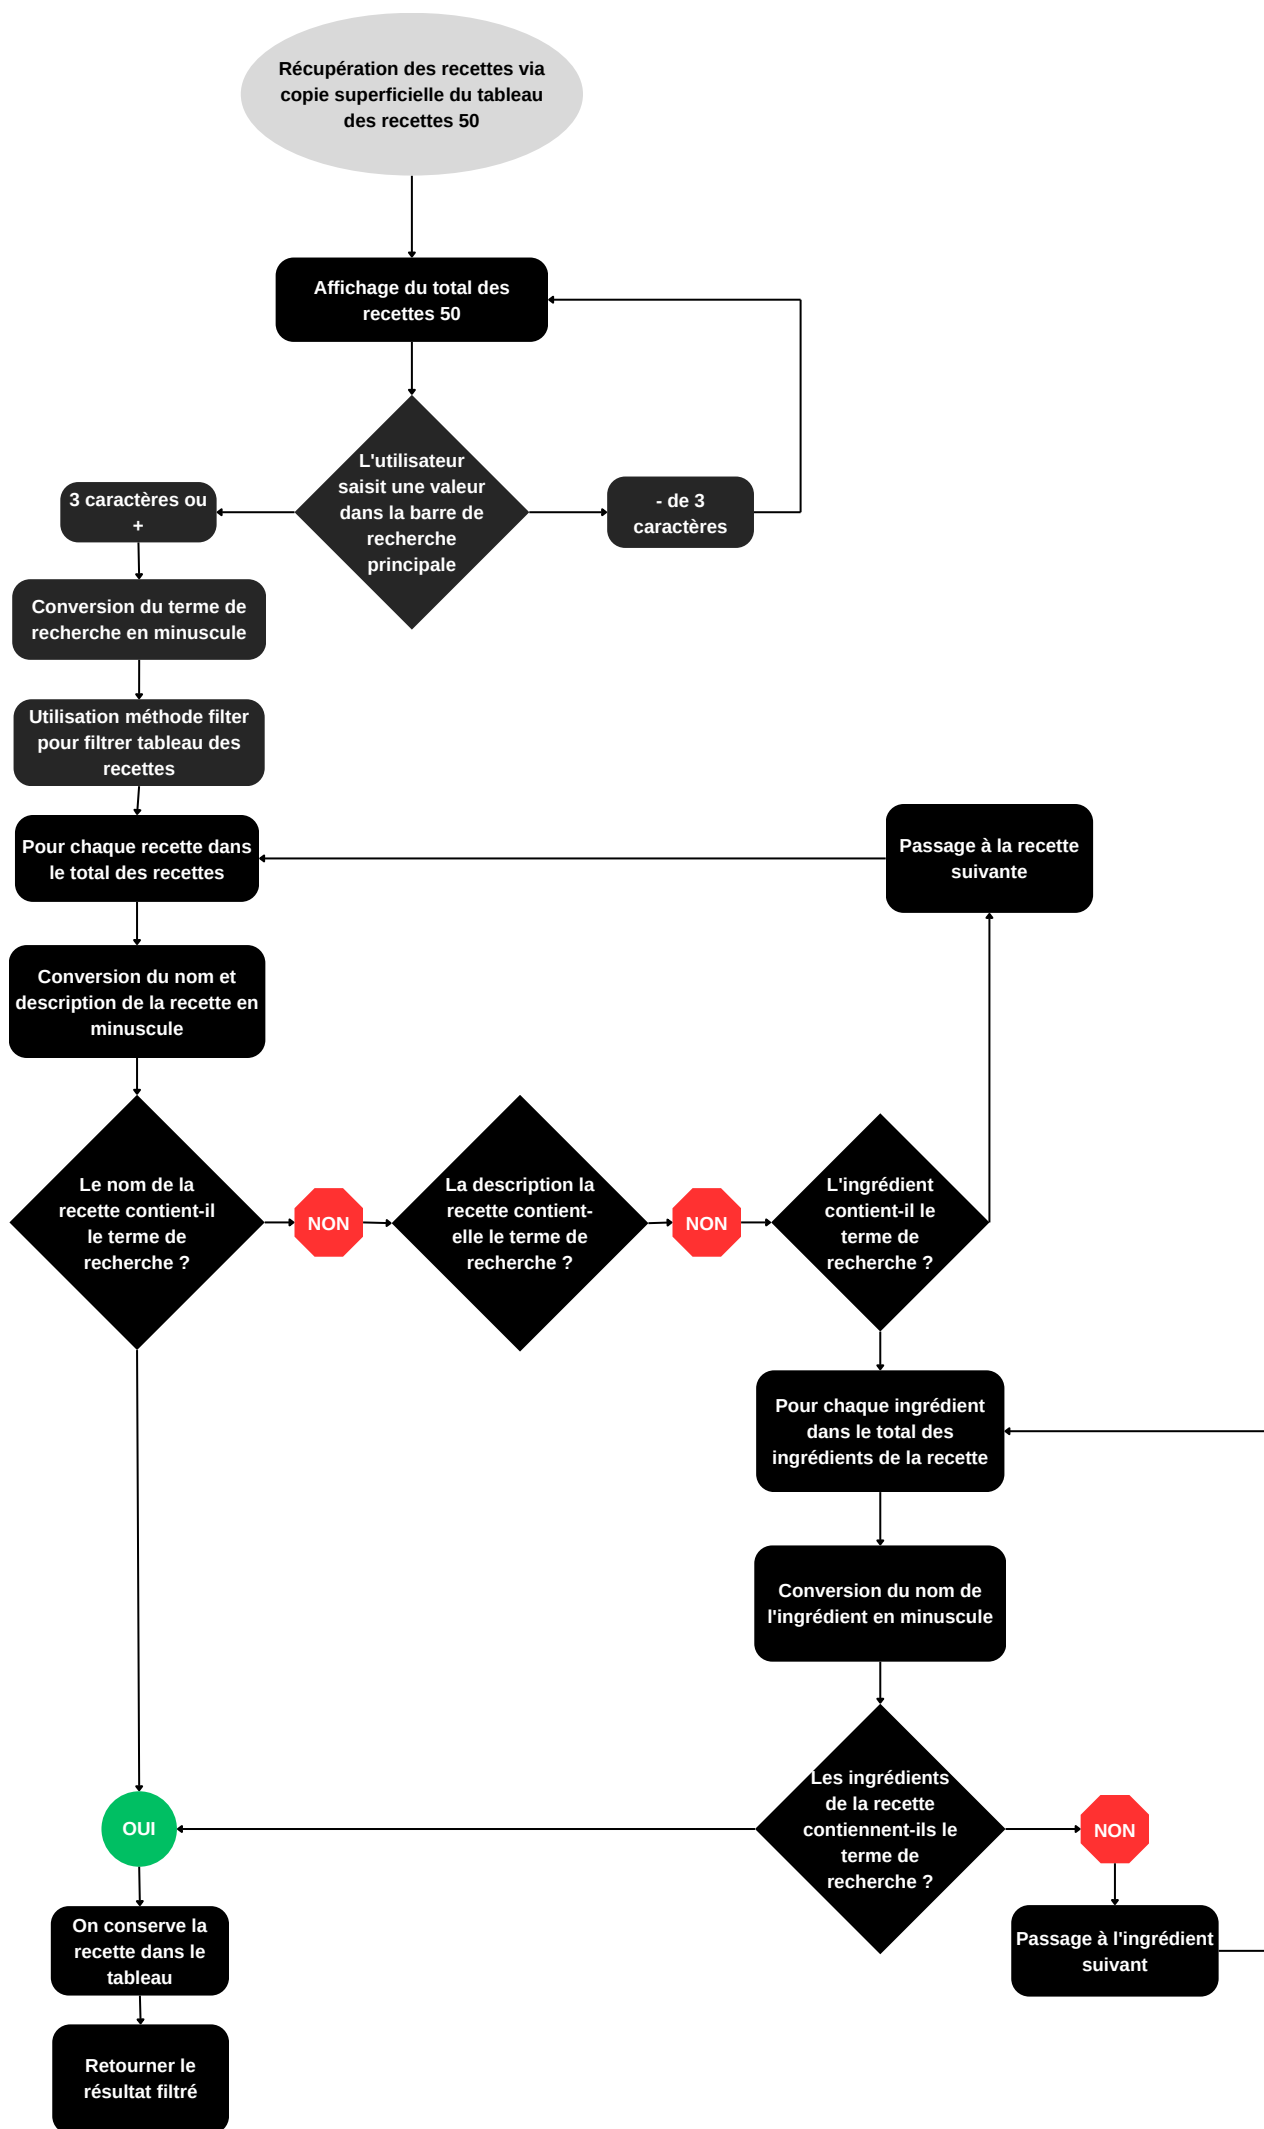 Récupération des recettes via
copie superficielle du tableau
des recettes 50
Affichage du total des
recettes 50
L'utilisateur
saisit une valeur
dans la barre de
recherche
principale
3 caractères ou
+
- de 3
caractères
Conversion du terme de
recherche en minuscule
Utilisation méthode filter
pour filtrer tableau des
recettes
Pour chaque recette dans
le total des recettes
Passage à la recette
suivante
Conversion du nom et
description de la recette en
minuscule
Le nom de la
recette contient-il
le terme de
recherche ?
NON
La description la
recette contient-
elle le terme de
recherche ?
NON
L'ingrédient
contient-il le
terme de
recherche ?
Pour chaque ingrédient
dans le total des
ingrédients de la recette
Conversion du nom de
l'ingrédient en minuscule
Les ingrédients
de la recette
contiennent-ils le
terme de
recherche ?
OUI
NON
On conserve la
recette dans le
tableau
Passage à l'ingrédient
suivant
Retourner le
résultat filtré